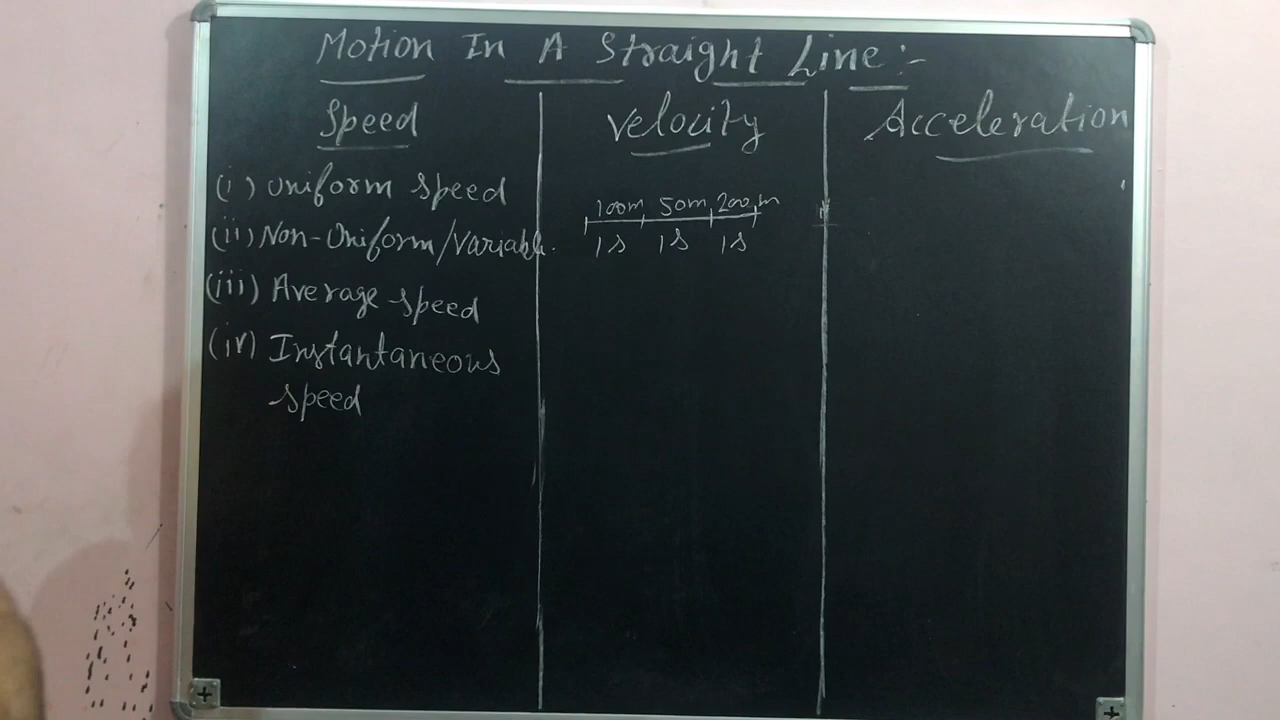 Motion In A Straight Line :-
Speed
(i) Uniform speed
(ii) Non-Uniform/Variable.
(iii) Average speed
(iv) Instantaneous
speed
Velocity
100m 50m 200m
1s 1s 1s
Acceleration